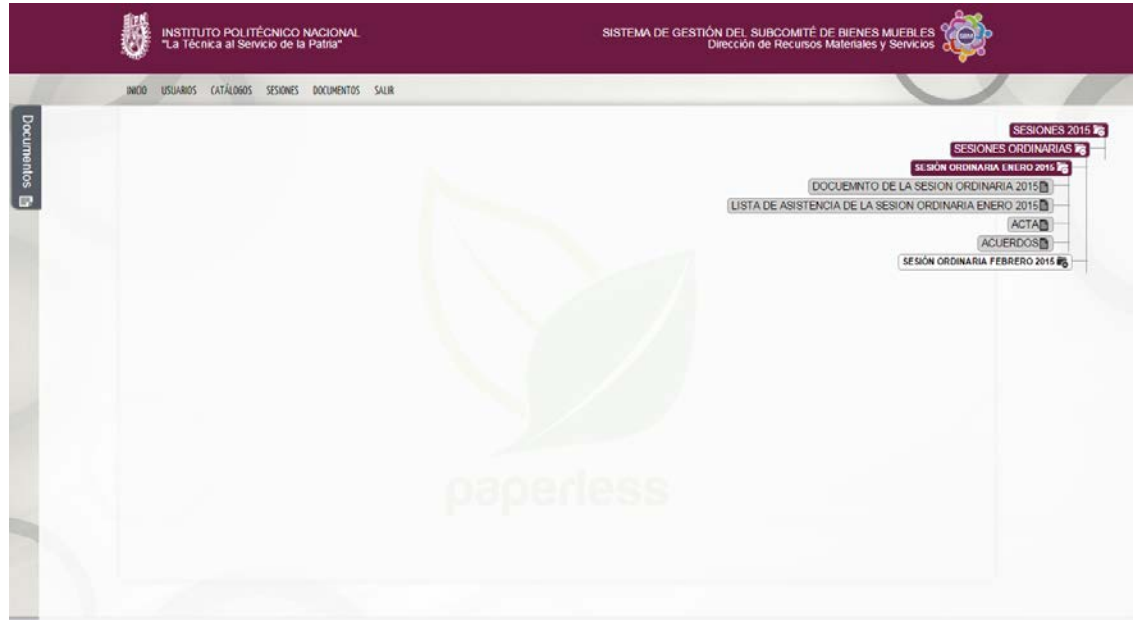 INSTITUTO POLITÉCNICO NACIONAL
"La Técnica al Servicio de la Patria"
SISTEMA DE GESTIÓN DEL SUBCOMITÉ DE BIENES MUEBLES
Dirección de Recursos Materiales y Servicios
INICIO USUARIOS CATÁLOGOS SESIONES DOCUMENTOS SALIR
Documentos
SESIONES 2015
SESIONES ORDINARIAS
SESIÓN ORDINARIA ENERO 2015
DOCUEMNTO DE LA SESION ORDINARIA 2015
LISTA DE ASISTENCIA DE LA SESION ORDINARIA ENERO 2015
ACTA
ACUERDOS
SESIÓN ORDINARIA FEBRERO 2015
paperless